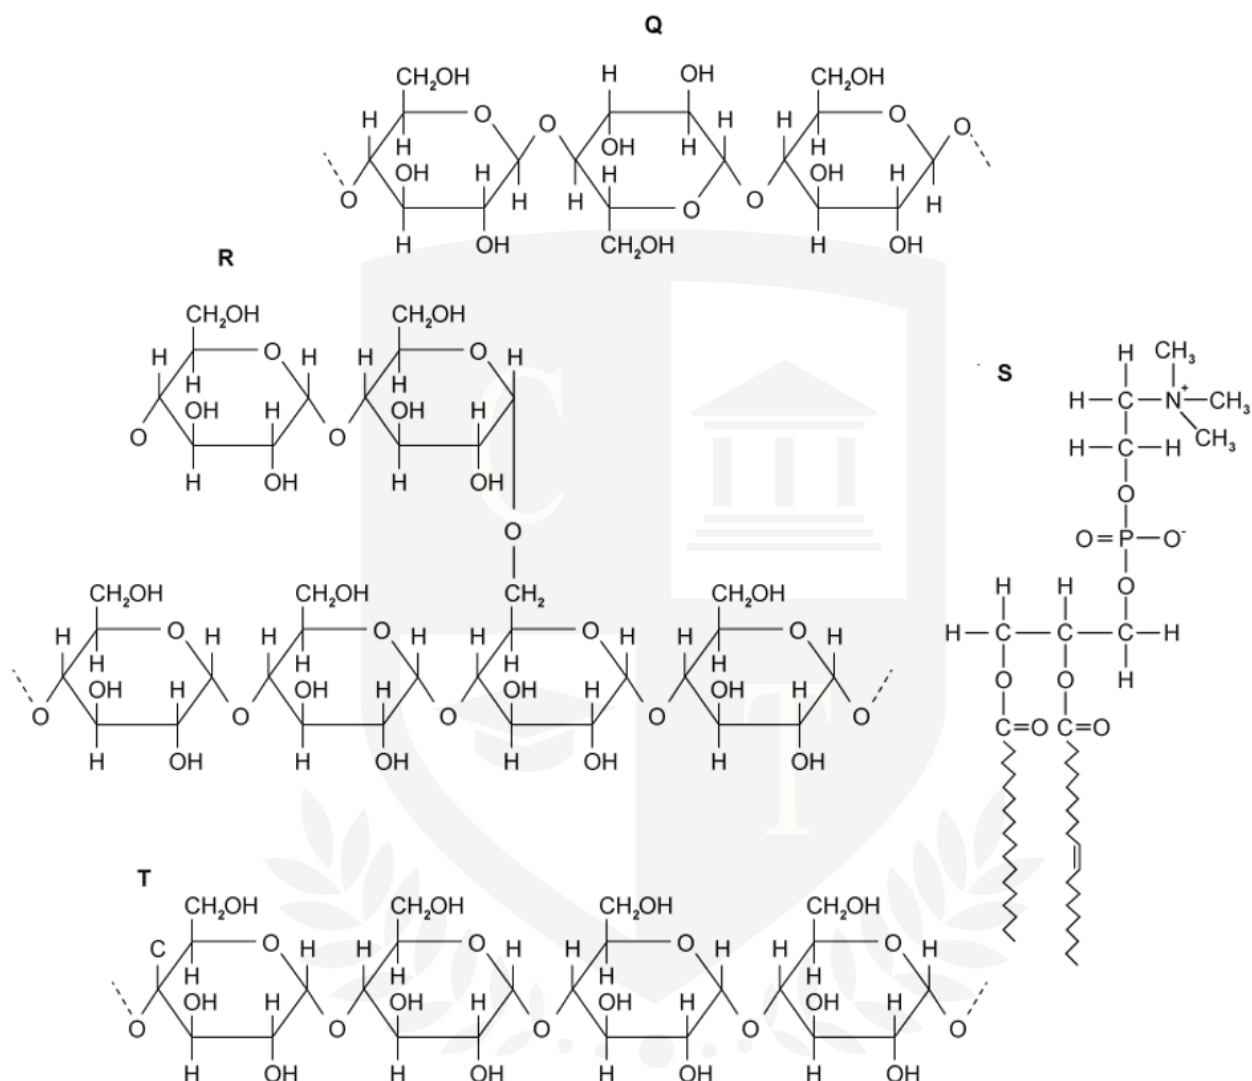 Q
CH₂OH H OH CH₂OH
H O O H H O O
H OH H H
OH H H OH H
O H H O O H
H OH CH₂OH H OH
R
CH₂OH CH₂OH
H O H H O H
H H
OH H OH H
O O
H OH H OH
O
CH₂
S
H CH₃
H C N⁺ CH₃
H C H CH₃
O
O=P O⁻
H H O
H C C C H
O O H
C=O C=O
CH₂OH CH₂OH CH₂OH
H O H H O H H O H H O H
H H H H
OH H OH H OH H OH H
O O O O O
H OH H OH H OH H OH
C
T
T
CH₂OH CH₂OH CH₂OH CH₂OH
C O H H O H H O H H O H
H H H H
OH H OH H OH H OH H
O O O O O
H OH H OH H OH H OH